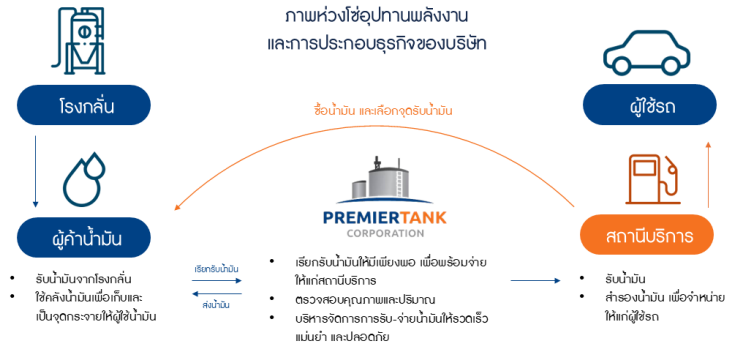 ภาพห่วงโซ่อุปทานพลังงาน
และการประกอบธุรกิจของบริษัท
โรงกลั่น
ผู้ใช้รถ
ซื้อน้ำมัน และเลือกจุดรับน้ำมัน
PREMIERTANK
CORPORATION
ผู้ค้าน้ำมัน
สถานีบริการ
• รับน้ำมันจากโรงกลั่น
• ใช้คลังน้ำมันเพื่อเก็บและ
เป็นจุดกระจายให้ผู้ใช้น้ำมัน
เรียกรับน้ำมัน
ส่งน้ำมัน
• เรียกรับน้ำมันให้มีเพียงพอ เพื่อพร้อมจ่าย
ให้แก่สถานีบริการ
• ตรวจสอบคุณภาพและปริมาณ
• บริหารจัดการการรับ-จ่ายน้ำมันให้รวดเร็ว
แม่นยำ และปลอดภัย
• รับน้ำมัน
• สำรองน้ำมัน เพื่อจำหน่าย
ให้แก่ผู้ใช้รถ